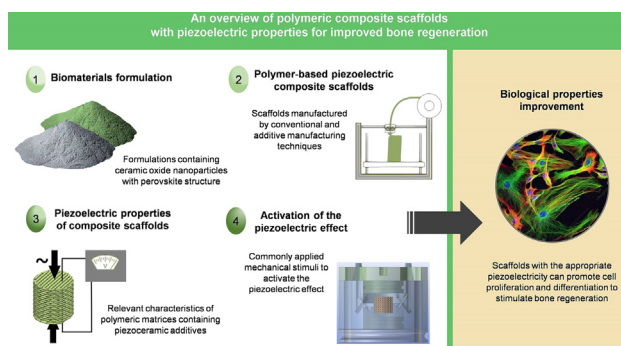 An overview of polymeric composite scaffolds
with piezoelectric properties for improved bone regeneration
1
Biomaterials formulation
Formulations containing
ceramic oxide nanoparticles
with perovskite structure
2
Polymer-based piezoelectric
composite scaffolds
Scaffolds manufactured
by conventional and
additive manufacturing
techniques
3
Piezoelectric properties
of composite scaffolds
~
V
Relevant characteristics of
polymeric matrices containing
piezoceramic additives
4
Activation of the
piezoelectric effect
Commonly applied
mechanical stimuli to
activate the
piezoelectric effect
Biological properties
improvement
Scaffolds with the appropriate
piezoelectricity can promote cell
proliferation and differentiation to
stimulate bone regeneration